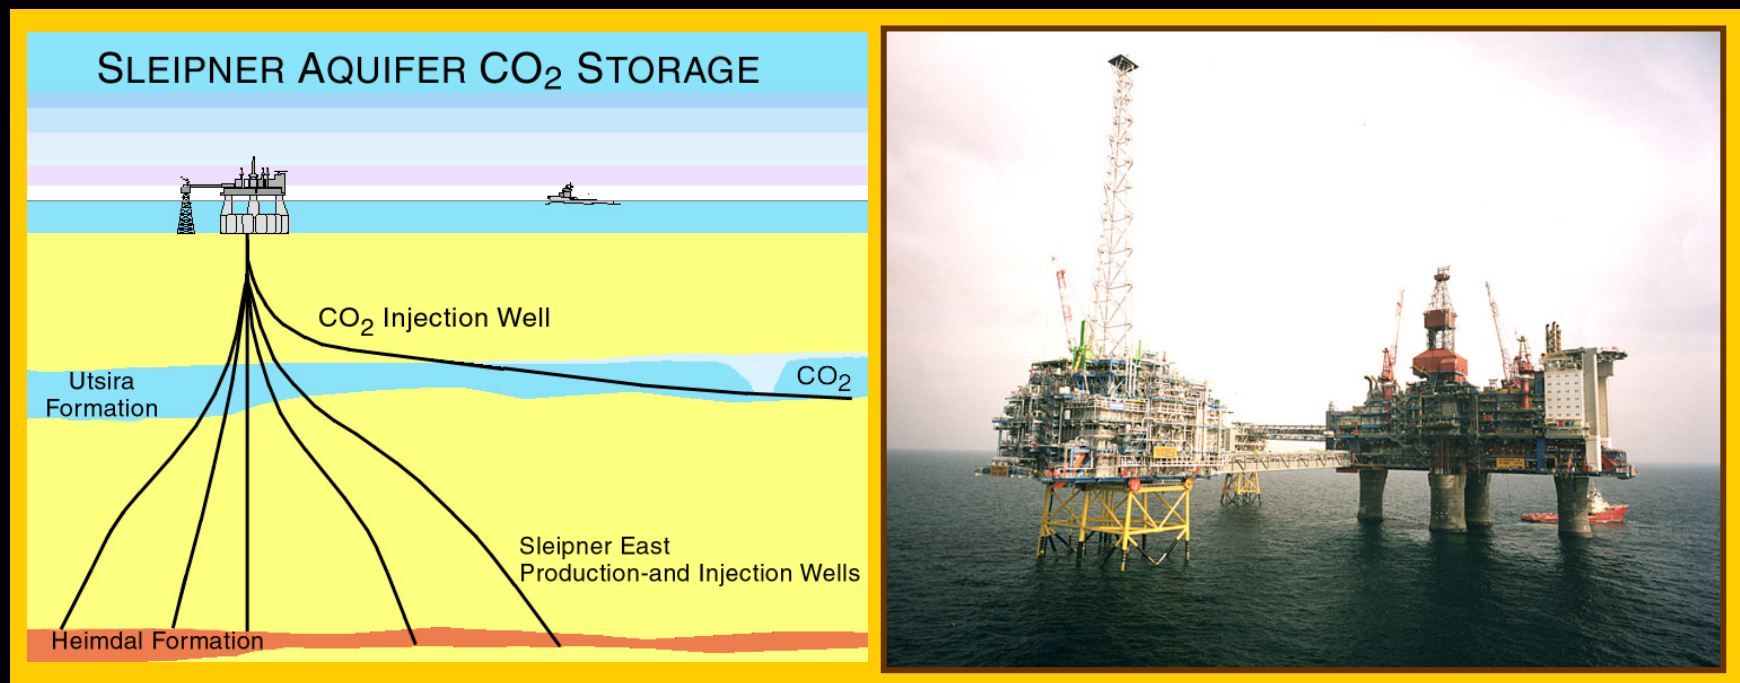 SLEIPNER AQUIFER CO2 STORAGE
CO2 Injection Well
Utsira
Formation
CO2
Sleipner East
Production-and Injection Wells
Heimdal Formation